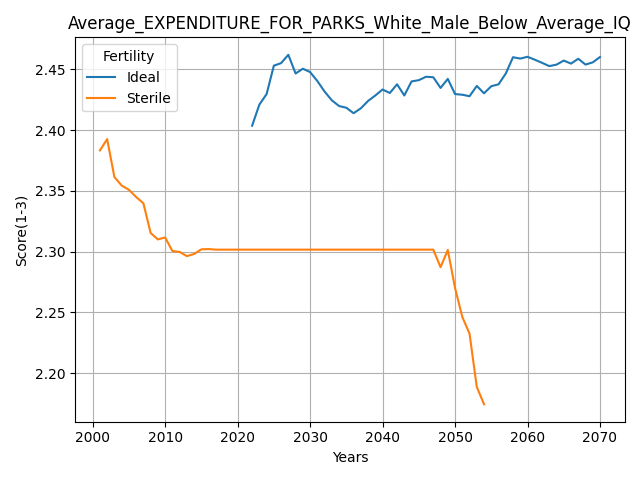 Average_EXPENDITURE_FOR_PARKS_White_Male_Below_Average_IQ
Fertility
Ideal
Sterile
Score(1-3)
2.45
2.40
2.35
2.30
2.25
2.20
2000 2010 2020 2030 2040 2050 2060 2070
Years